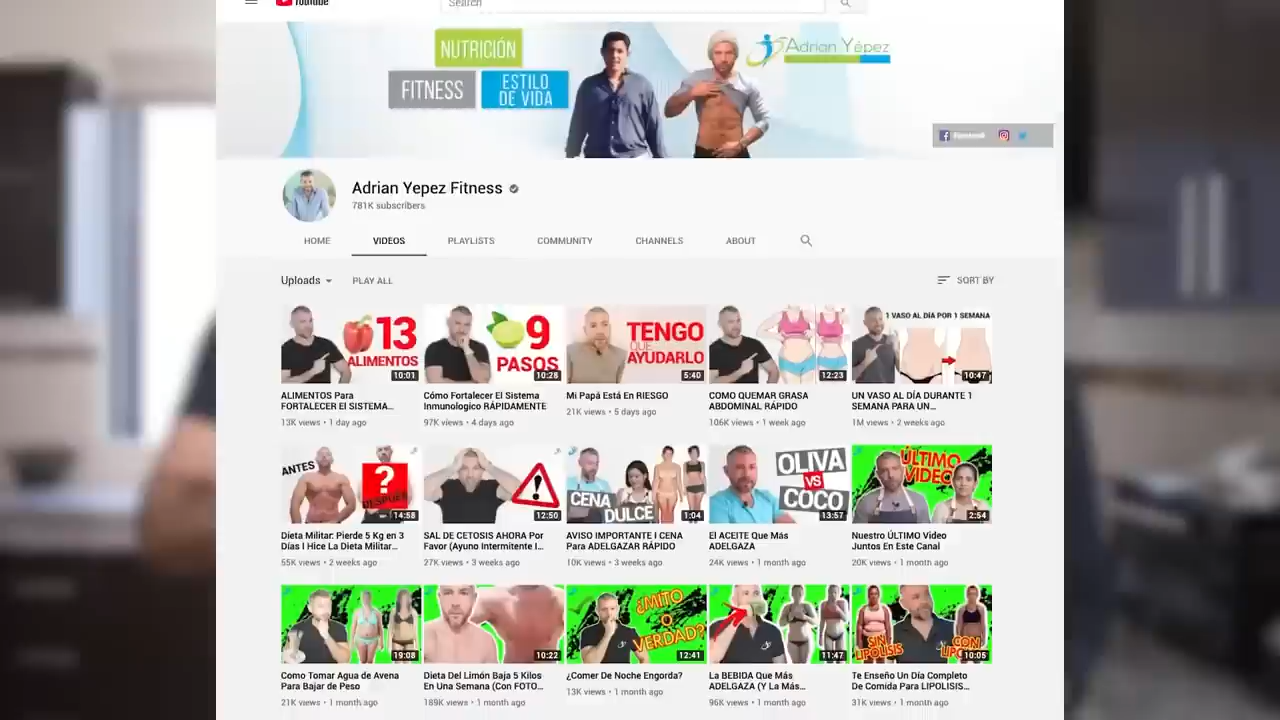 YouTube
Search
NUTRICIÓN
FITNESS
ESTILO
DE VIDA
Adrian Yépez
Adrian Yepez Fitness
781K subscribers
HOME
VIDEOS
PLAYLISTS
COMMUNITY
CHANNELS
ABOUT
Uploads
PLAY ALL
SORT BY
13
ALIMENTOS
10:01
9
PASOS
10:28
TENGO
QUE
AYUDARLO
5:40
12:23
1 VASO AL DÍA POR 1 SEMANA
10:47
ALIMENTOS Para
FORTALECER El SISTEMA...
13K views • 1 day ago
Cómo Fortalecer El Sistema
Inmunologico RÁPIDAMENTE
97K views • 4 days ago
Mi Papá Está En RIESGO
21K views • 5 days ago
COMO QUEMAR GRASA
ABDOMINAL RÁPIDO
106K views • 1 week ago
UN VASO AL DÍA DURANTE 1
SEMANA PARA UN...
1M views • 2 weeks ago
ANTES
?
DESPUÉS
14:58
12:50
CENA
DULCE
1:04
OLIVA
VS
COCO
13:57
ÚLTIMO
VIDEO
2:54
Dieta Militar: Pierde 5 Kg en 3
Días I Hice La Dieta Militar...
55K views • 2 weeks ago
SAL DE CETOSIS AHORA Por
Favor (Ayuno Intermitente I...
27K views • 3 weeks ago
AVISO IMPORTANTE I CENA
Para ADELGAZAR RÁPIDO
10K views • 3 weeks ago
El ACEITE Que Más
ADELGAZA
24K views • 1 month ago
Nuestro ÚLTIMO Video
Juntos En Este Canal
20K views • 1 month ago
19:08
10:22
¿MITO
O
VERDAD?
12:41
11:47
SIN
LIPOLISIS
CON
10:05
Como Tomar Agua de Avena
Para Bajar de Peso
21K views • 1 month ago
Dieta Del Limón Baja 5 Kilos
En Una Semana (Con FOTO...
189K views • 1 month ago
¿Comer De Noche Engorda?
13K views • 1 month ago
La BEBIDA Que Más
ADELGAZA (Y La Más...
96K views • 1 month ago
Te Enseño Un Día Completo
De Comida Para LIPOLISIS...
31K views • 1 month ago